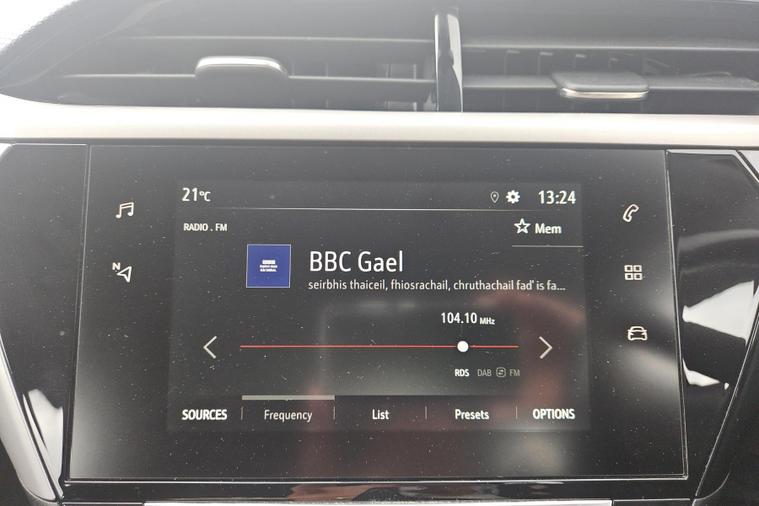 21°C
13:24
RADIO . FM
Mem
BBC Gael
seirbhis thaiceil, fhiosrachail, chruthachail fad' is fa...
N
104.10 MHz
RDS DAB FM
SOURCES Frequency List Presets OPTIONS